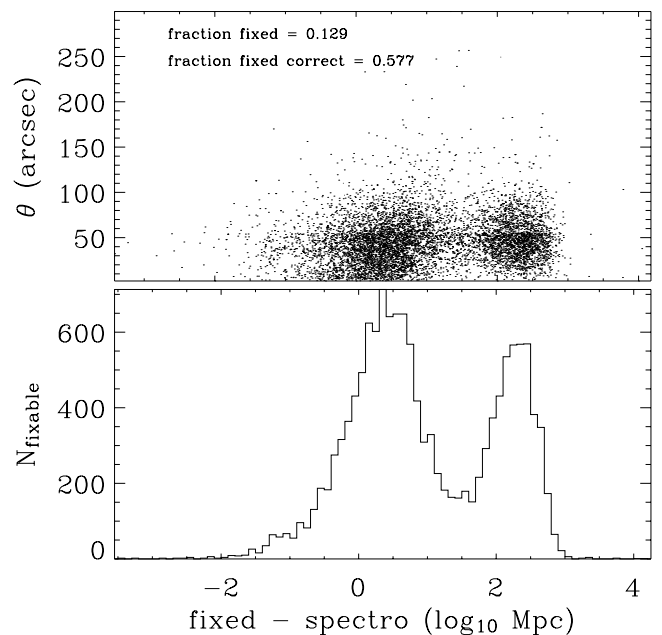 fraction fixed = 0.129
fraction fixed correct = 0.577
250
200
150
100
50
θ (arcsec)
600
400
200
0
N_fixable
−2 0 2 4
fixed − spectro (log₁₀ Mpc)